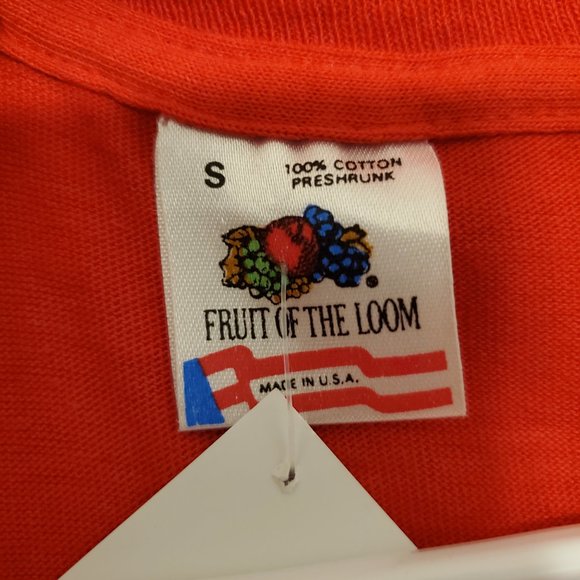 S
100% COTTON
PRESHRUNK
®
FRUIT OF THE LOOM
MADE IN U.S.A.